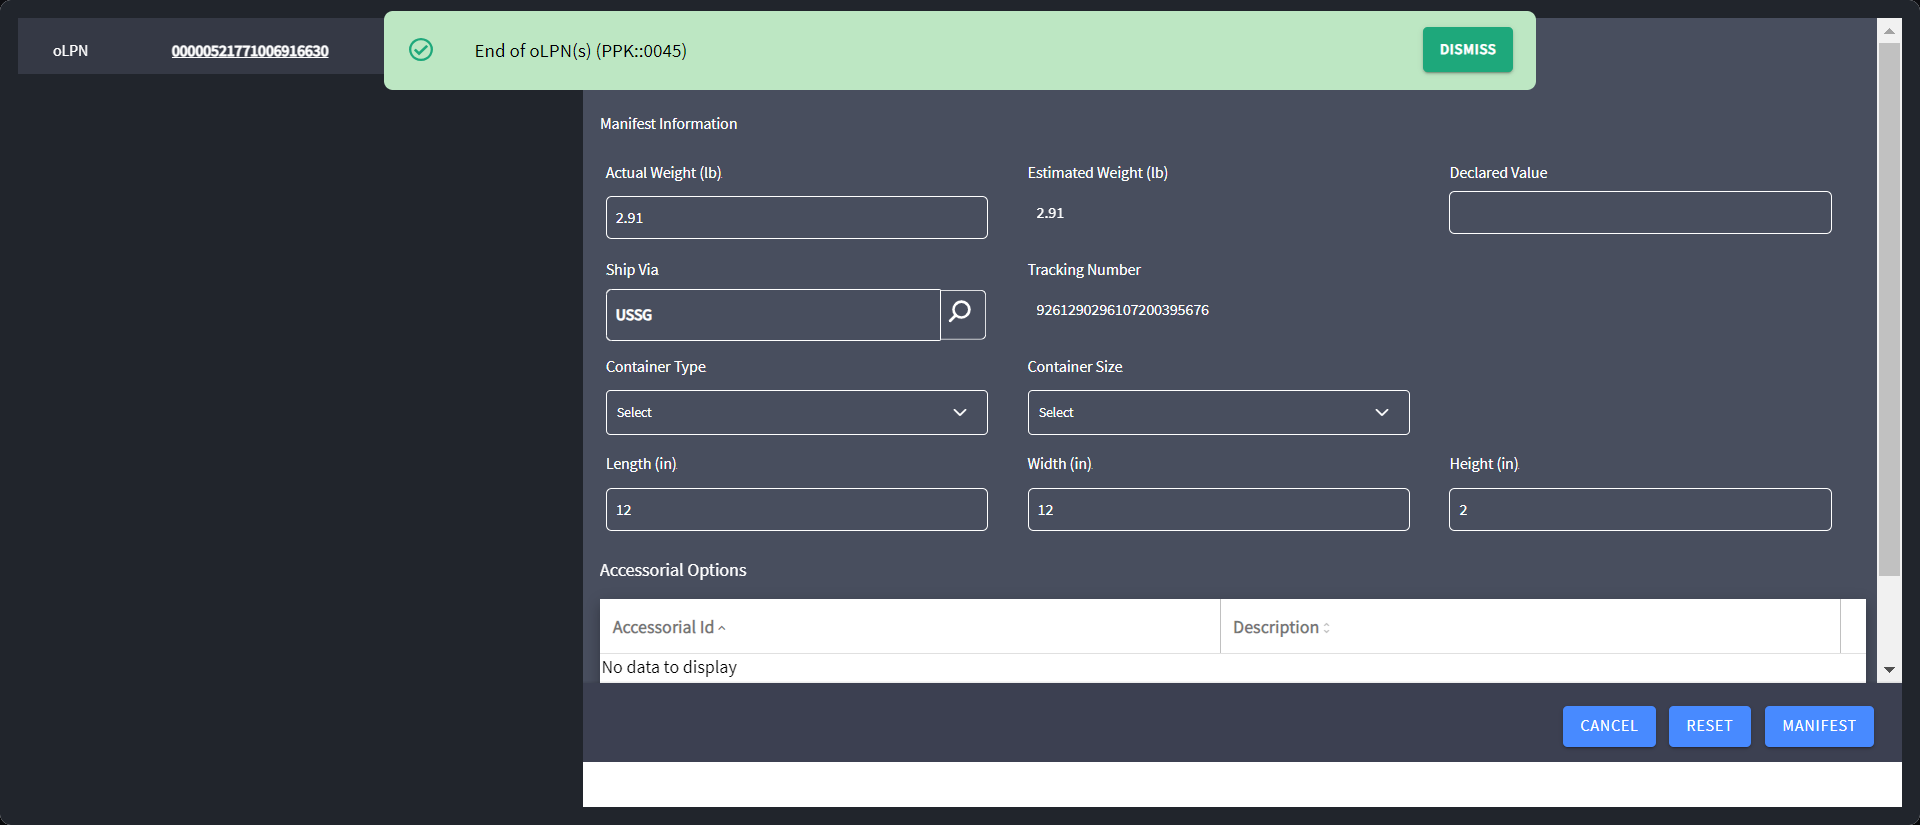 oLPN 00000521771006916630
End of oLPN(s) (PPK::0045)
DISMISS
Manifest Information
Actual Weight (lb) Estimated Weight (lb) Declared Value
2.91 2.91
Ship Via Tracking Number
USSG 9261290296107200395676
Container Type Container Size
Select Select
Length (in) Width (in) Height (in)
12 12 2
Accessorial Options
Accessorial Id Description
No data to display
CANCEL RESET MANIFEST